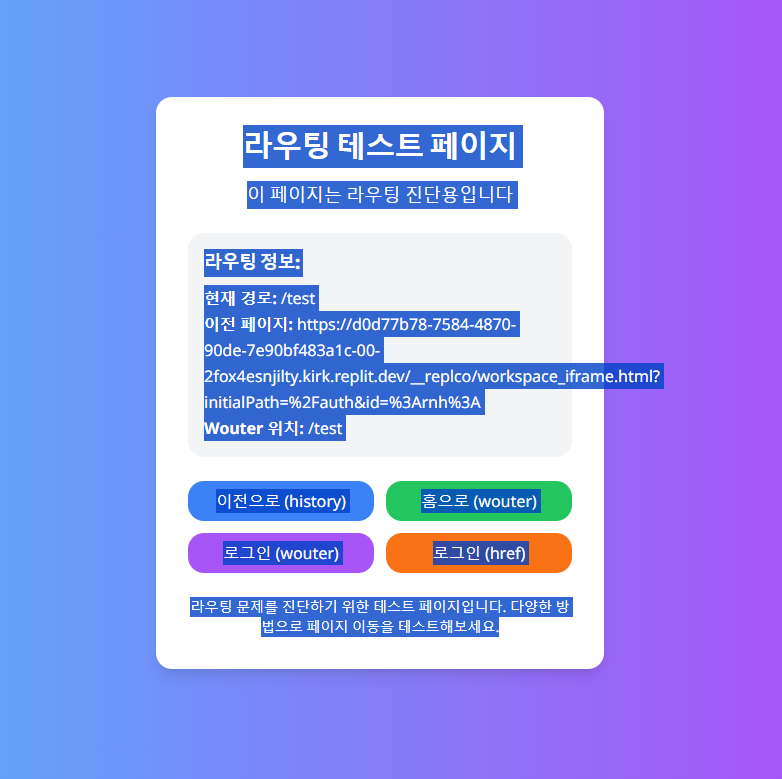 라우팅 테스트 페이지
이 페이지는 라우팅 진단용입니다
라우팅 정보:
현재 경로: /test
이전 페이지: https://d0d77b78-7584-4870-
90de-7e90bf483a1c-00-
2fox4esnjilty.kirk.replit.dev/__replco/workspace_iframe.html?
initialPath=%2Fauth&id=%3Arnh%3A
Wouter 위치: /test
이전으로 (history)
홈으로 (wouter)
로그인 (wouter)
로그인 (href)
라우팅 문제를 진단하기 위한 테스트 페이지입니다. 다양한 방
법으로 페이지 이동을 테스트해보세요.